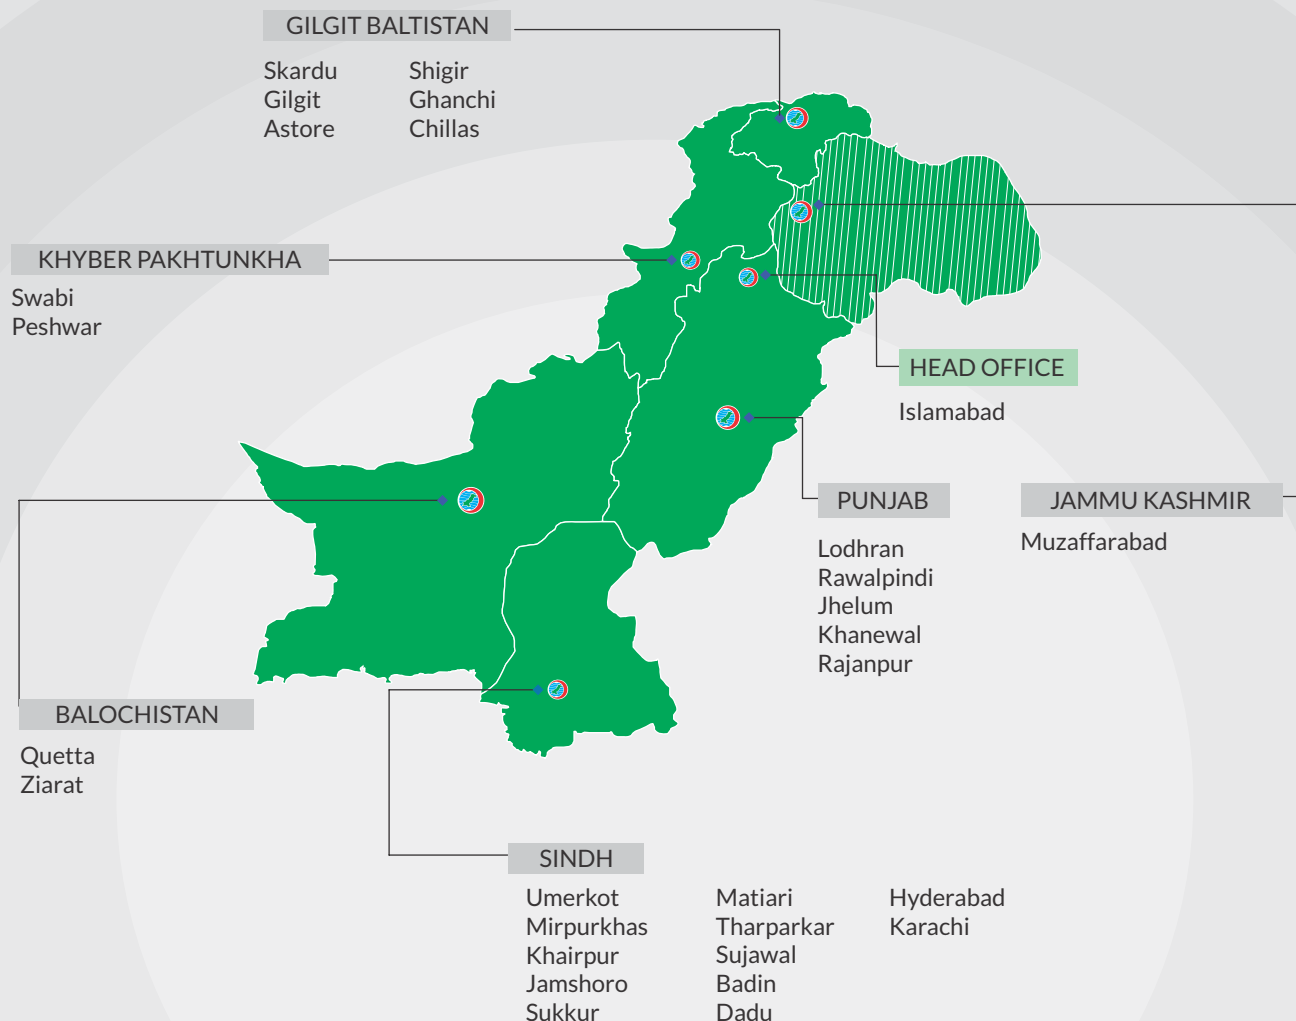 GILGIT BALTISTAN
Skardu
Gilgit
Astore
Shigir
Ghanchi
Chillas
KHYBER PAKHTUNKHA
Swabi
Peshwar
HEAD OFFICE
Islamabad
PUNJAB
Lodhran
Rawalpindi
Jhelum
Khanewal
Rajanpur
JAMMU KASHMIR
Muzaffarabad
BALOCHISTAN
Quetta
Ziarat
SINDH
Umerkot
Mirpurkhas
Khairpur
Jamshoro
Sukkur
Matiari
Tharparkar
Sujawal
Badin
Dadu
Hyderabad
Karachi